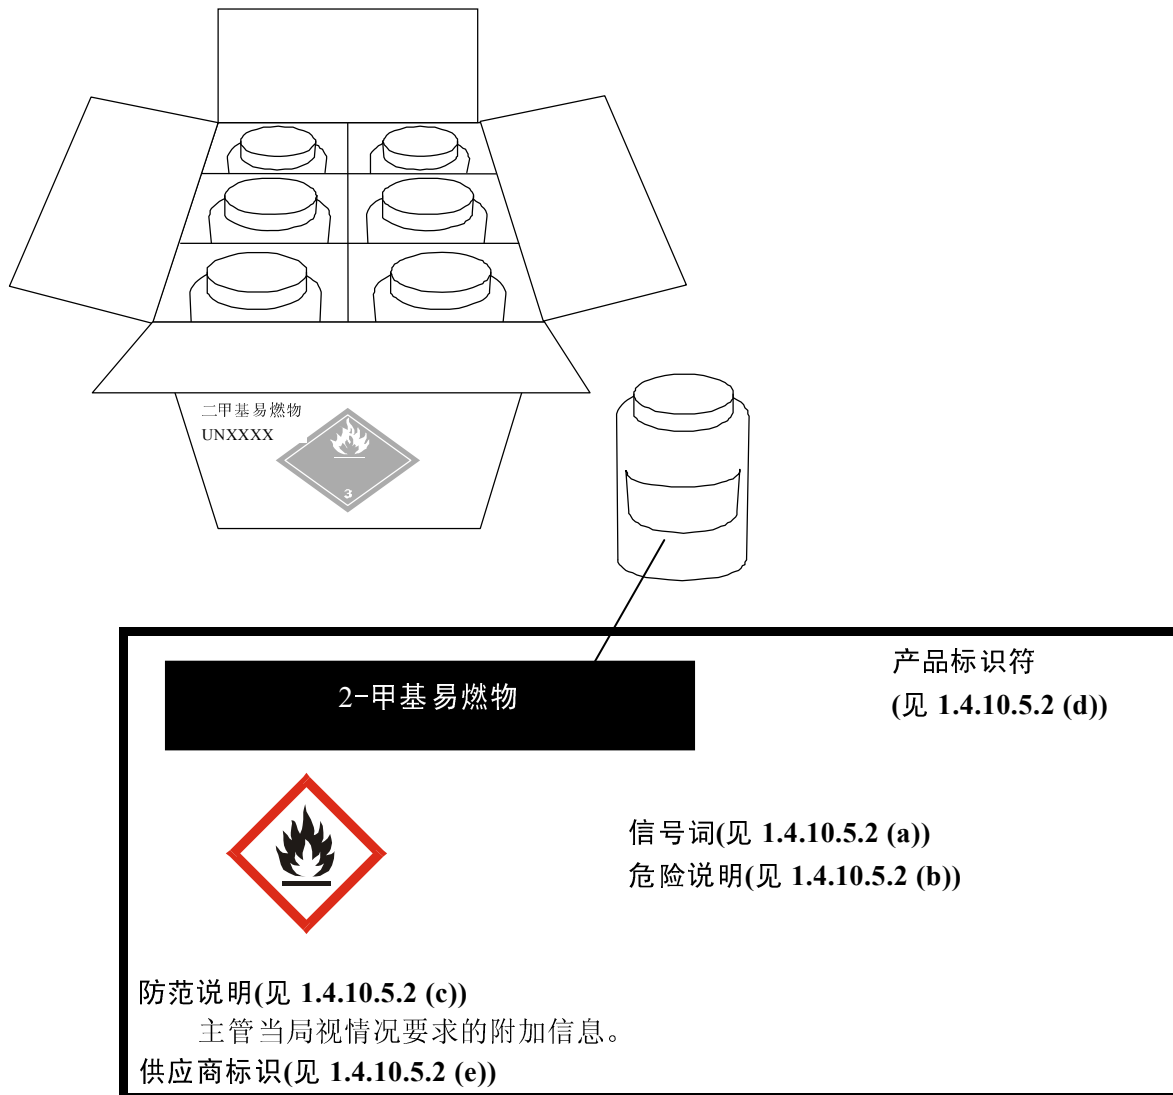 二甲基易燃物
UNXXXX
3
2-甲基易燃物
产品标识符
(见 1.4.10.5.2 (d))
信号词(见 1.4.10.5.2 (a))
危险说明(见 1.4.10.5.2 (b))
防范说明(见 1.4.10.5.2 (c))
主管当局视情况要求的附加信息。
供应商标识(见 1.4.10.5.2 (e))